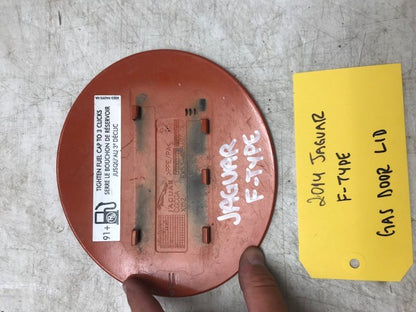 TIGHTEN FUEL CAP TO 3 CLICKS
SERRE LE BOUCHON DE RÉSERVOIR
JUSQU'AU 3e DÉCLIC
91+
JAGUAR
F-TYPE
2014 JAGUAR
F-TYPE
GAS DOOR LID